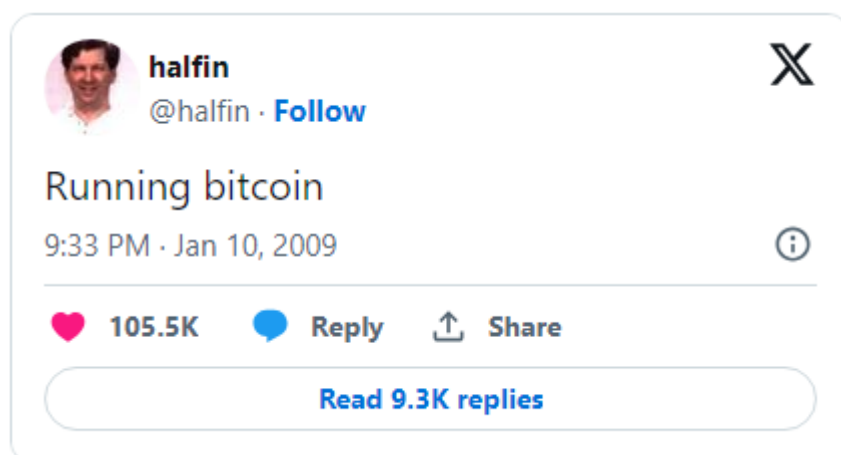 halfin
@halfin · Follow
Running bitcoin
9:33 PM · Jan 10, 2009
105.5K Reply Share
Read 9.3K replies